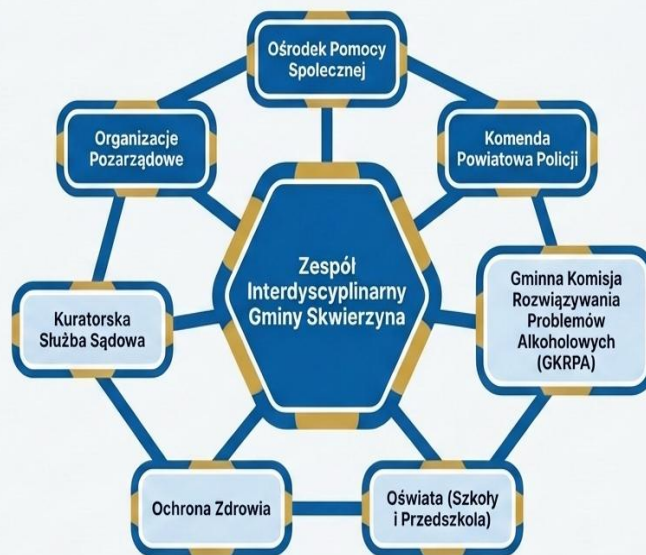 Ośrodek Pomocy
Spolecznej
Organizacje
Pozarządowe
Komenda
Powiatowa Policji
Zespół
Interdyscyplinarny
Gminy Skwierzyna
Gminna Komisja
Rozwiązywania
Problemów
Alkoholowych
(GKRPA)
Kuratorska
Służba Sądowa
Ochrona Zdrowia
Oświata (Szkoły
i Przedszkola)